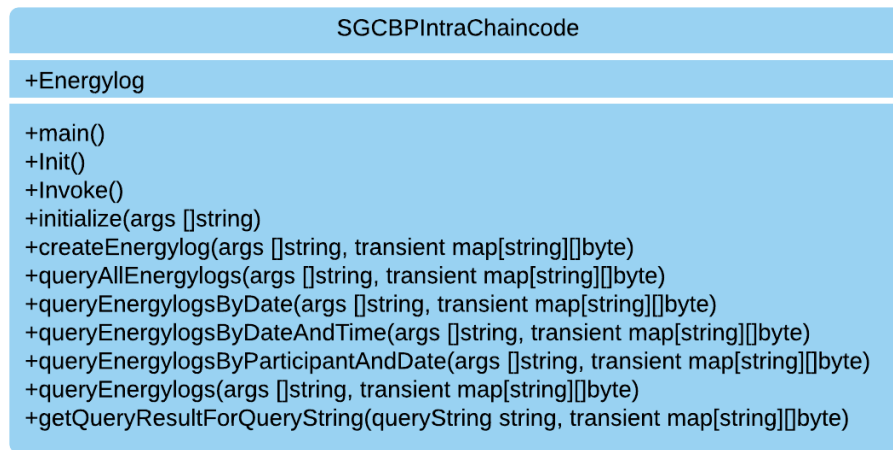 SGCBPIntraChaincode
+Energylog
+main()
+Init()
+Invoke()
+initialize(args []string)
+createEnergylog(args []string, transient map[string][]byte)
+queryAllEnergylogs(args []string, transient map[string][]byte)
+queryEnergylogsByDate(args []string, transient map[string][]byte)
+queryEnergylogsByDateAndTime(args []string, transient map[string][]byte)
+queryEnergylogsByParticipantAndDate(args []string, transient map[string][]byte)
+queryEnergylogs(args []string, transient map[string][]byte)
+getQueryResultForQueryString(queryString string, transient map[string][]byte)